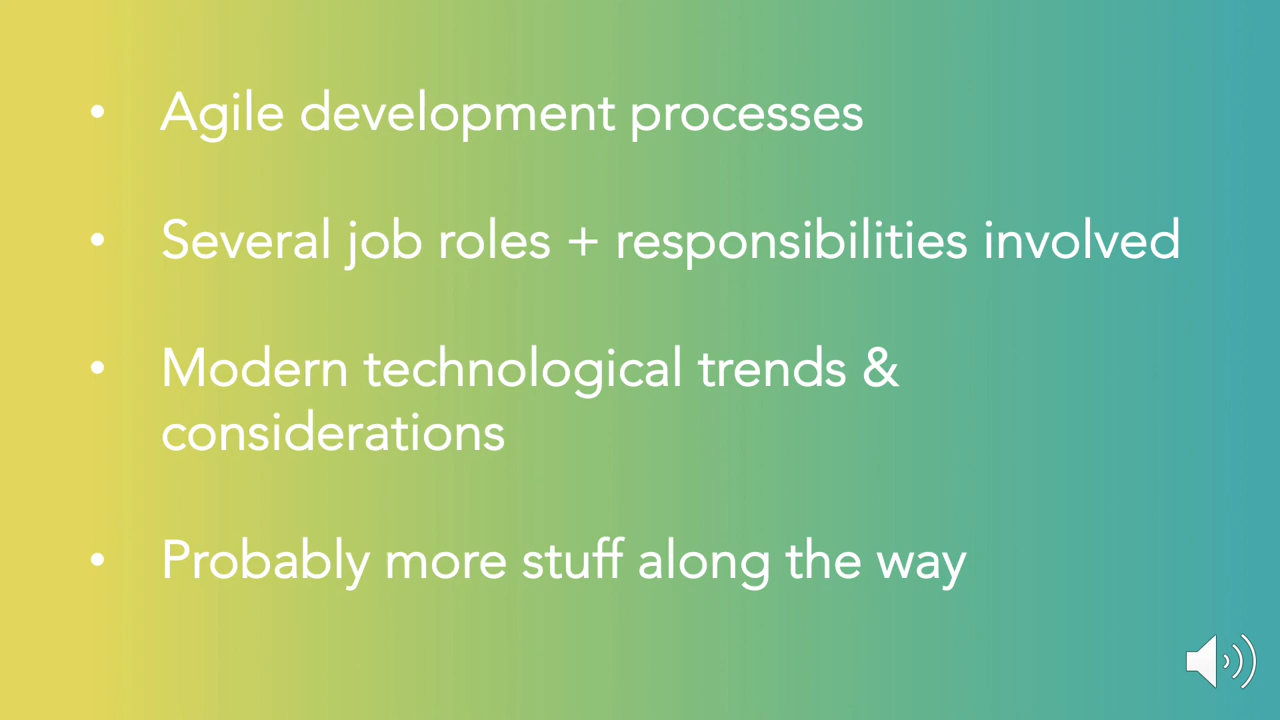 • Agile development processes
• Several job roles + responsibilities involved
• Modern technological trends &
considerations
• Probably more stuff along the way